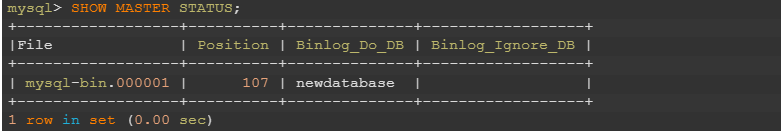 mysql> SHOW MASTER STATUS;
+------------------+----------+--------------+------------------+
|File              | Position | Binlog_Do_DB | Binlog_Ignore_DB |
+------------------+----------+--------------+------------------+
| mysql-bin.000001 |      107 | newdatabase  |                  |
+------------------+----------+--------------+------------------+
1 row in set (0.00 sec)